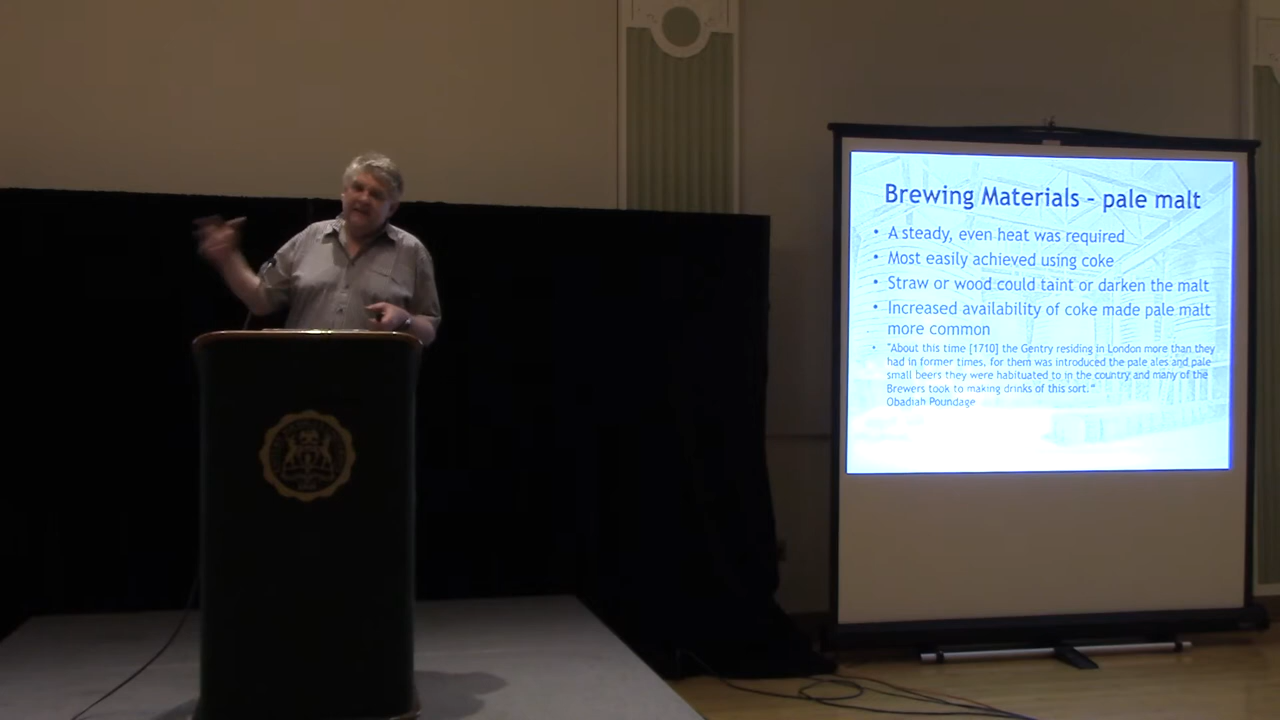 Brewing Materials – pale malt
• A steady, even heat was required
• Most easily achieved using coke
• Straw or wood could taint or darken the malt
• Increased availability of coke made pale malt
more common
• "About this time [1710] the Gentry residing in London more than they
had in former times, for them was introduced the pale ales and pale
small beers they were habituated to in the country and many of the
Brewers took to making drinks of this sort."
Obadiah Poundage